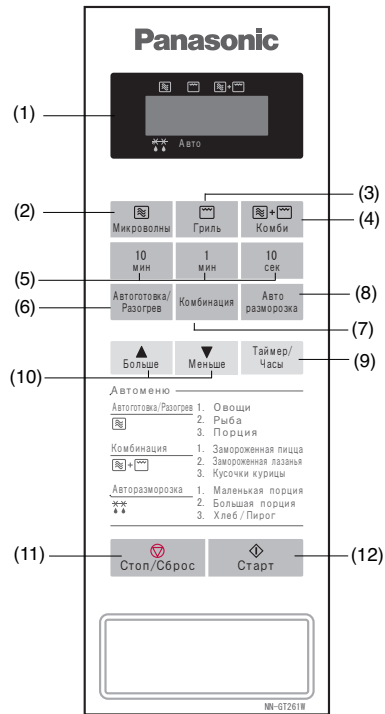 Panasonic
(1)
Авто
(3)
(2)
(4)
Микроволны
Гриль
Комби
10 мин
1 мин
10 сек
(5)
(6)
Автоготовка/
Разогрев
Комбинация
Авто
разморозка
(8)
(7)
Больше
Меньше
Таймер/
Часы
(9)
(10)
Автоменю
Автоготовка/Разогрев 1. Овощи
2. Рыба
3. Порция
Комбинация 1. Замороженная пицца
2. Замороженная лазанья
3. Кусочки курицы
Авторазморозка 1. Маленькая порция
2. Большая порция
3. Хлеб/Пирог
(11)
(12)
Стоп/Сброс
Старт
NN-GT261W